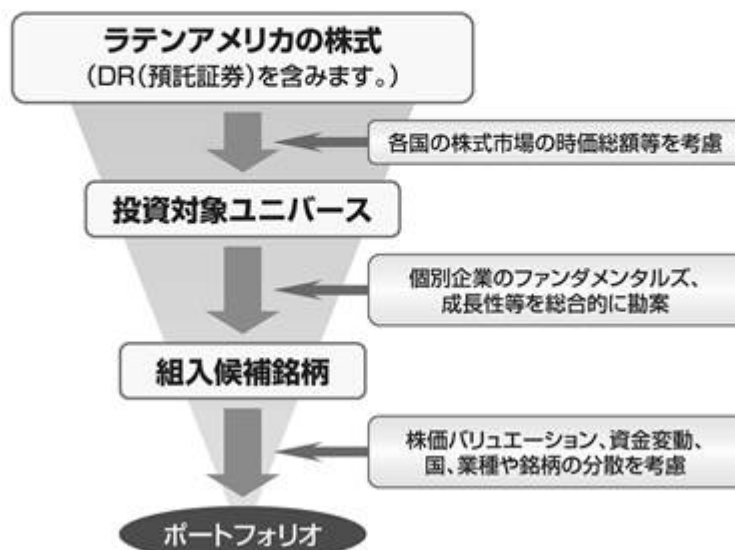 ラテンアメリカの株式
(DR(預託証券)を含みます。)
各国の株式市場の時価総額等を考慮
投資対象ユニバース
個別企業のファンダメンタルズ、
成長性等を総合的に勘案
組入候補銘柄
株価バリュエーション、資金変動、
国、業種や銘柄の分散を考慮
ポートフォリオ